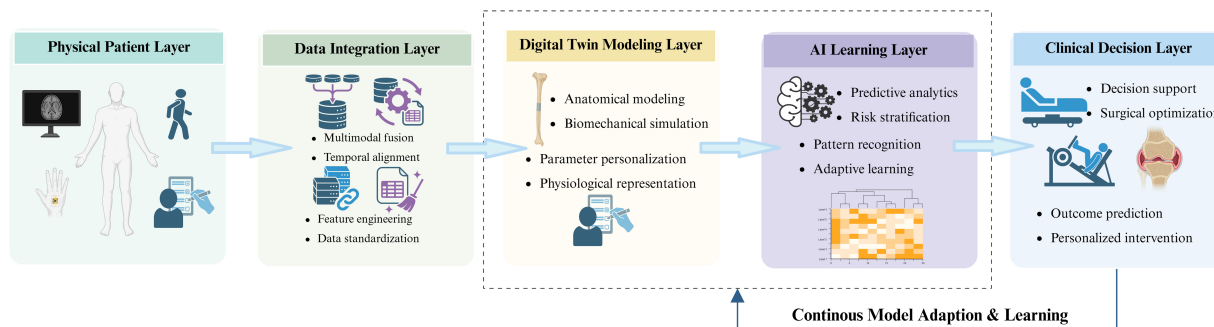 Physical Patient Layer
Data Integration Layer
Multimodal fusion
Temporal alignment
Feature engineering
Data standardization
Digital Twin Modeling Layer
Anatomical modeling
Biomechanical simulation
Parameter personalization
Physiological representation
AI Learning Layer
Predictive analytics
Risk stratification
Pattern recognition
Adaptive learning
Clinical Decision Layer
Decision support
Surgical optimization
Outcome prediction
Personalized intervention
Continous Model Adaption & Learning